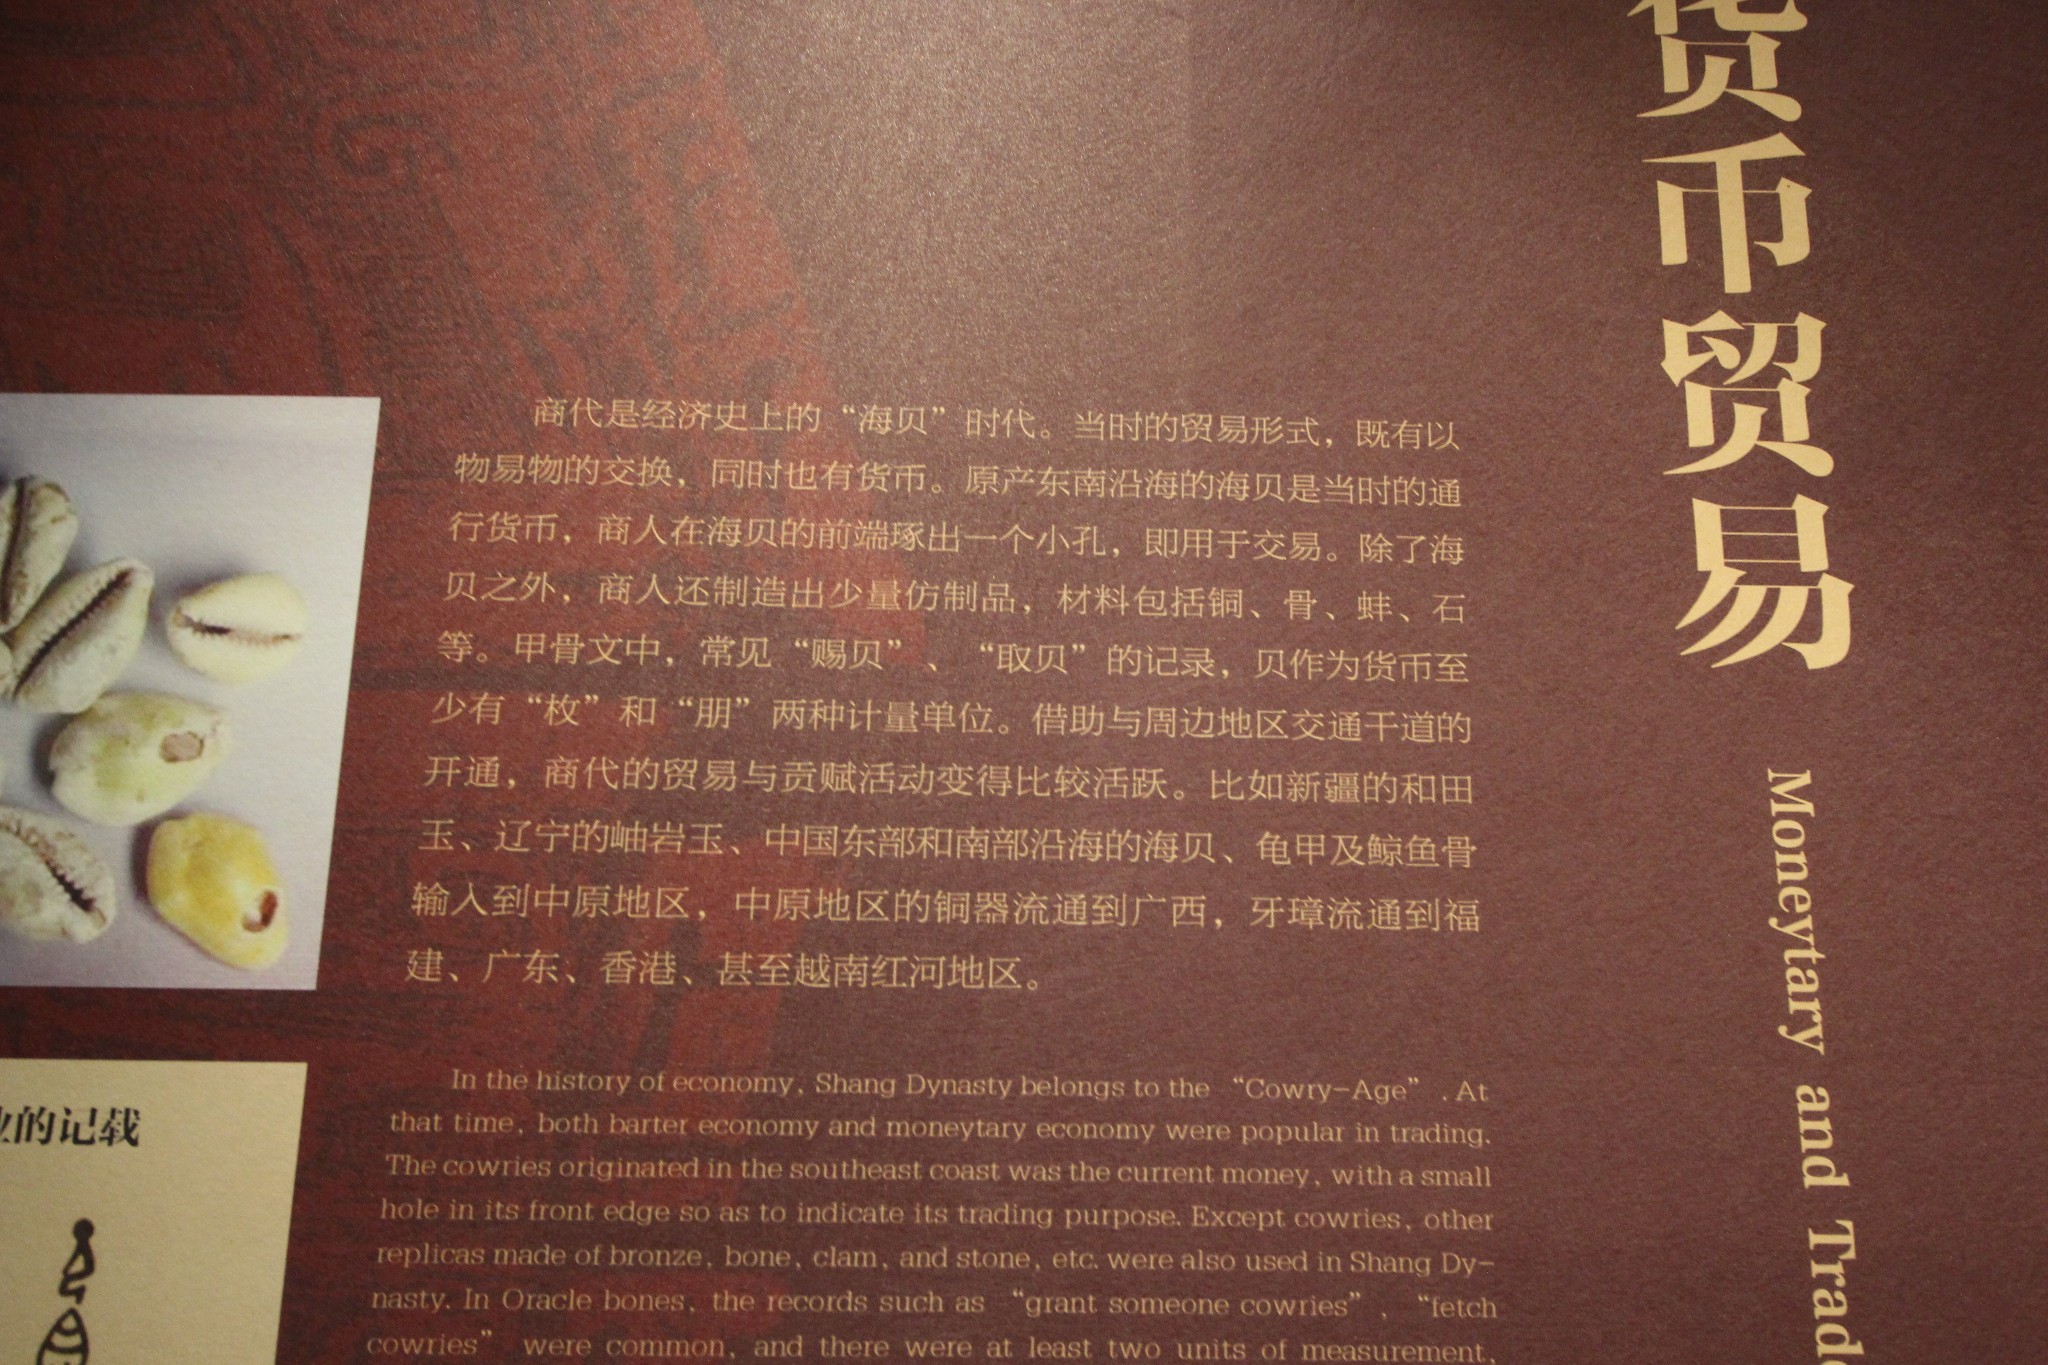 货币贸易
Moneytary and Trade
商代是经济史上的“海贝”时代。当时的贸易形式，既有以
物易物的交换，同时也有货币。原产东南沿海的海贝是当时的通
行货币，商人在海贝的前端琢出一个小孔，即用于交易。除了海
贝之外，商人还制造出少量仿制品，材料包括铜、骨、蚌、石
等。甲骨文中，常见“赐贝”、“取贝”的记录，贝作为货币至
少有“枚”和“朋”两种计量单位。借助与周边地区交通干道的
开通，商代的贸易与贡赋活动变得比较活跃。比如新疆的和田
玉、辽宁的岫岩玉、中国东部和南部沿海的海贝、龟甲及鲸鱼骨
输入到中原地区，中原地区的铜器流通到广西，牙璋流通到福
建、广东、香港、甚至越南红河地区。
In the history of economy, Shang Dynasty belongs to the “Cowry-Age”. At
that time, both barter economy and moneytary economy were popular in trading.
The cowries originated in the southeast coast was the current money, with a small
hole in its front edge so as to indicate its trading purpose. Except cowries, other
replicas made of bronze, bone, clam, and stone, etc. were also used in Shang Dy-
nasty. In Oracle bones, the records such as “grant someone cowries”, “fetch
cowries” were common, and there were at least two units of measurement,
的记载